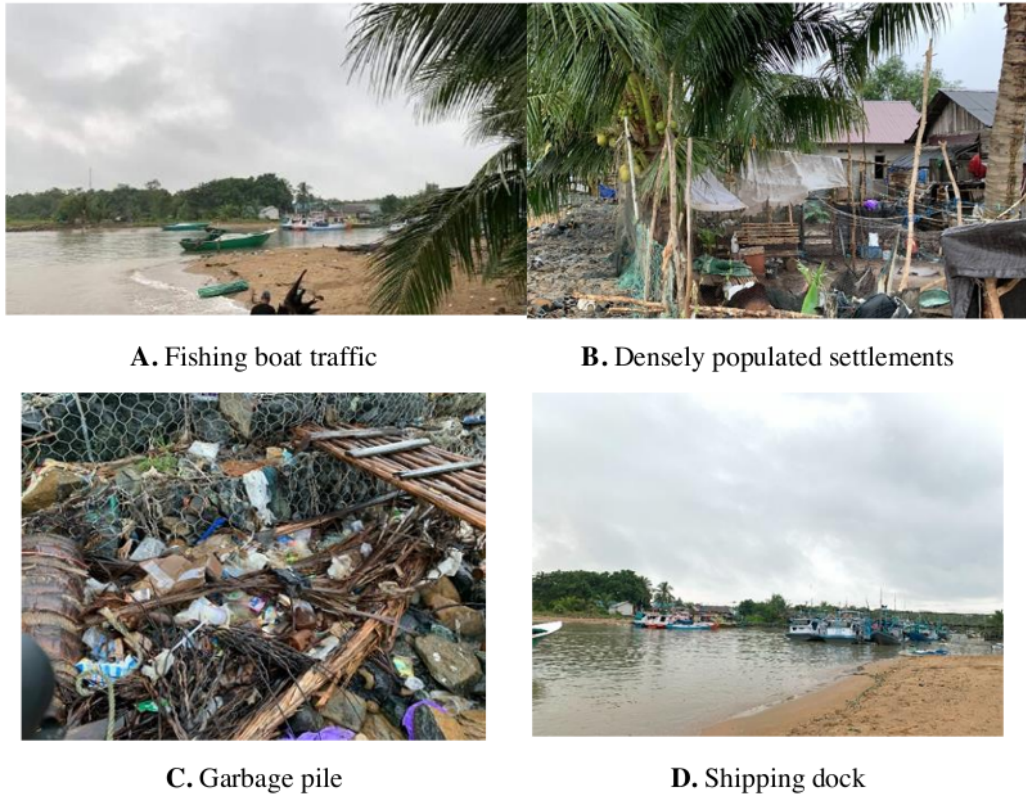 A. Fishing boat traffic
B. Densely populated settlements
C. Garbage pile
D. Shipping dock